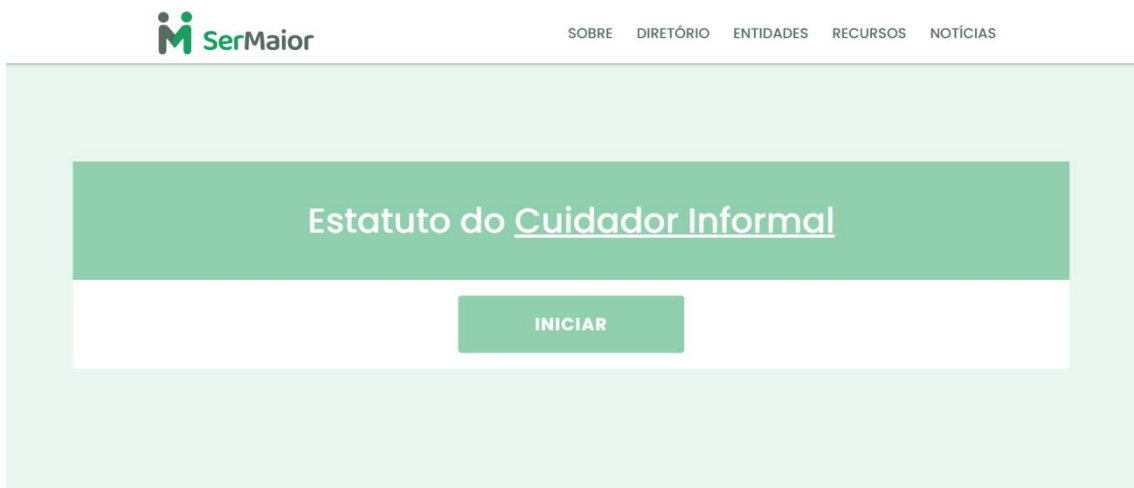 SerMaior
SOBRE DIRETÓRIO ENTIDADES RECURSOS NOTÍCIAS
Estatuto do Cuidador Informal
INICIAR